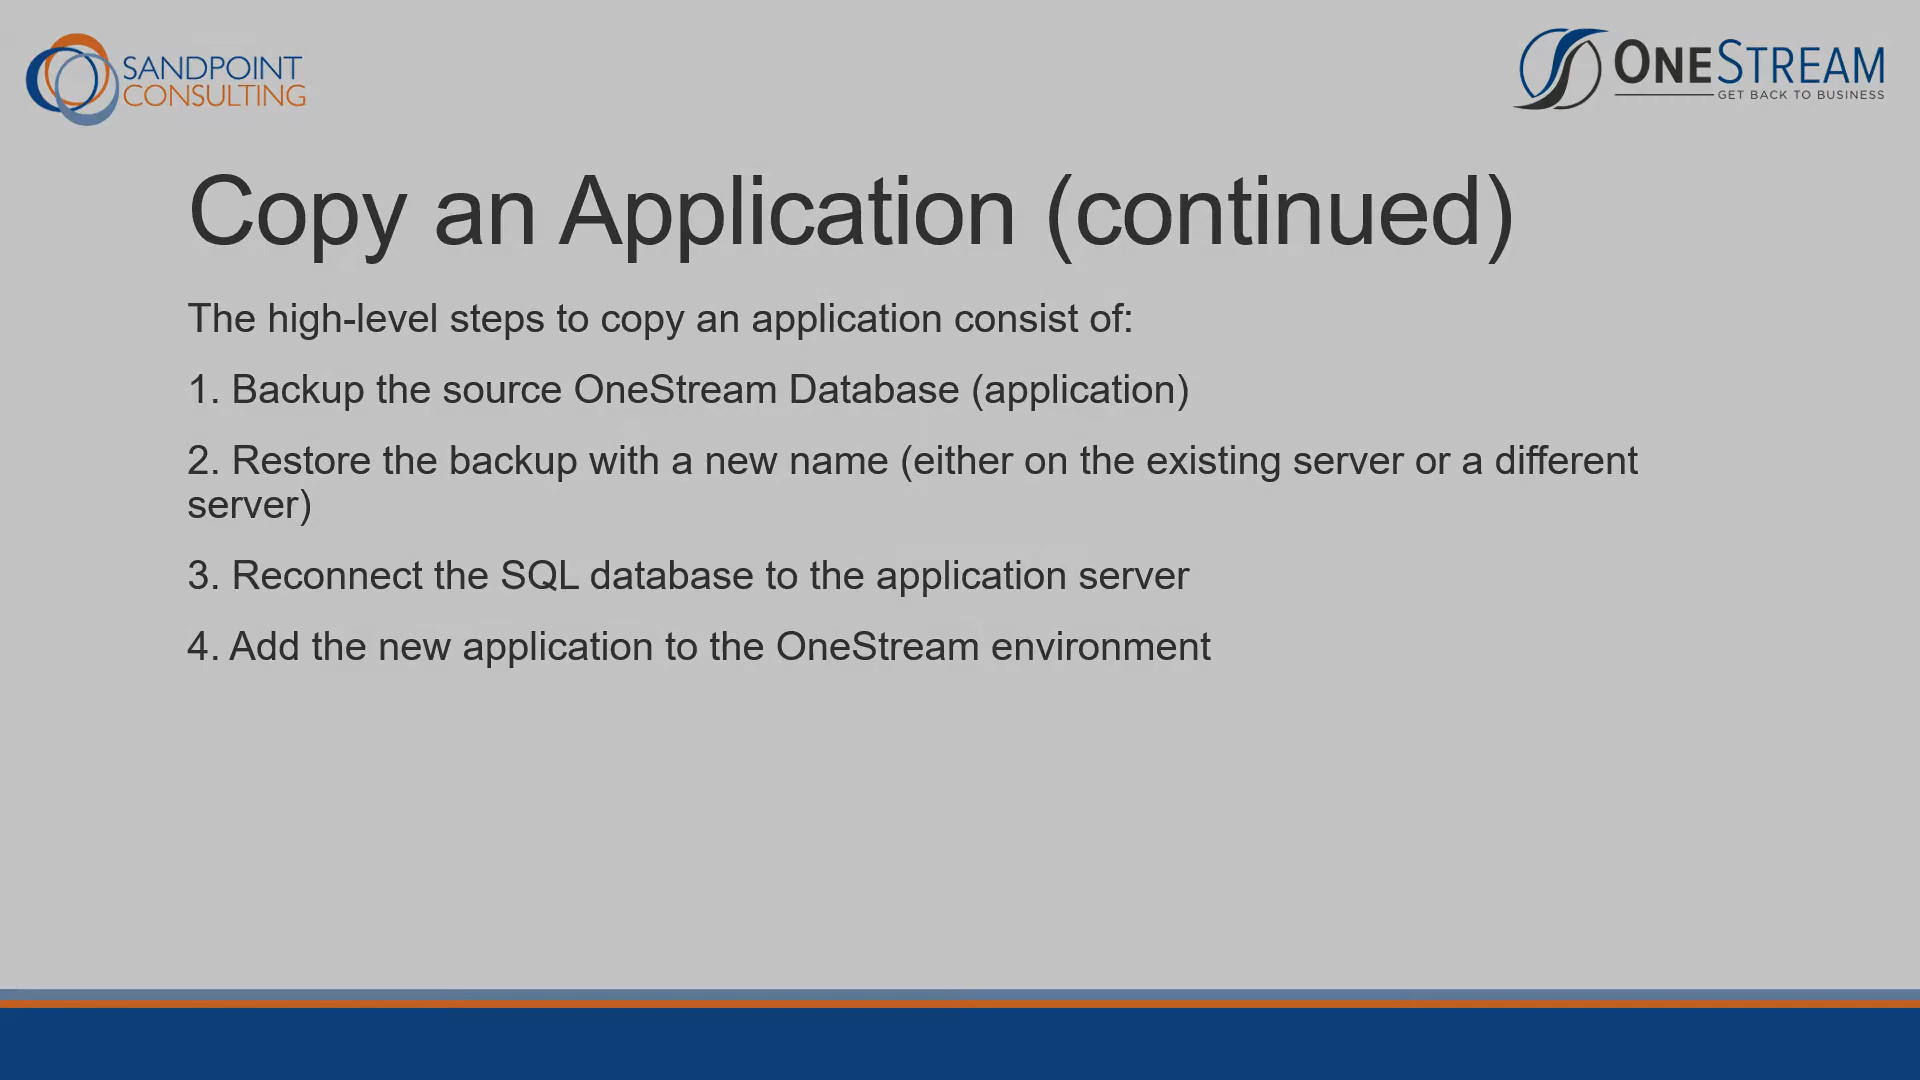 SANDPOINT
CONSULTING
ONESTREAM
GET BACK TO BUSINESS
Copy an Application (continued)
The high-level steps to copy an application consist of:
1. Backup the source OneStream Database (application)
2. Restore the backup with a new name (either on the existing server or a different
server)
3. Reconnect the SQL database to the application server
4. Add the new application to the OneStream environment